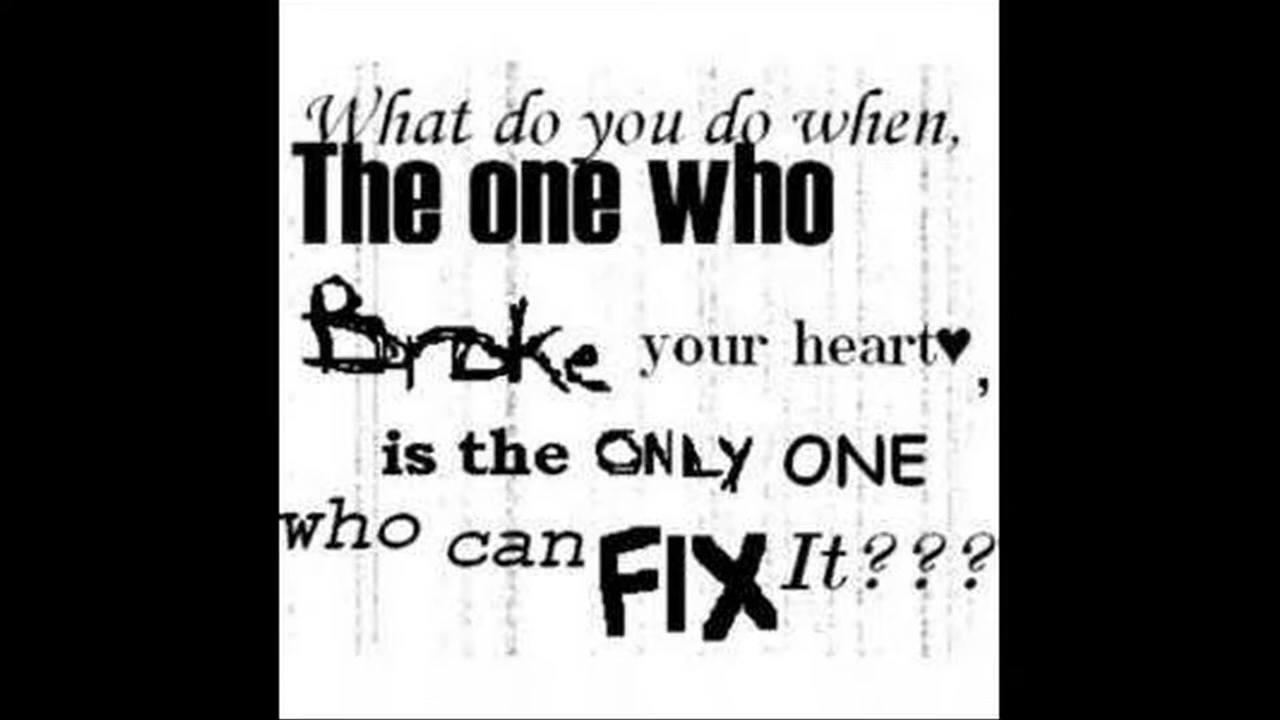 What do you do when,
The one who
Broke your heart♥,
is the ONLY ONE
who can FIX It???